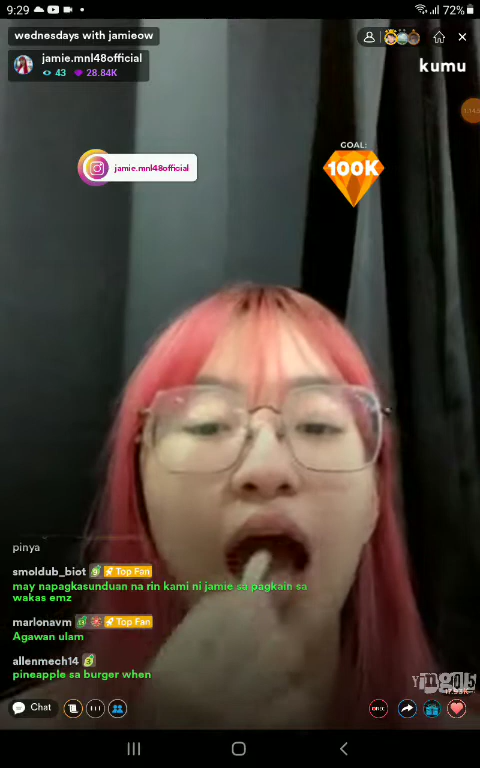 9:29
72%
wednesdays with jamieow
jamie.mnl48official
43 28.84K
kumu
GOAL:
100K
jamie.mnl48official
pinya
smoldub_biot Top Fan
may napagkasunduan na rin kami ni jamie sa pagkain sa
wakas emz
marlonavm Top Fan
Agawan ulam
allenmech14
pineapple sa burger when
Chat